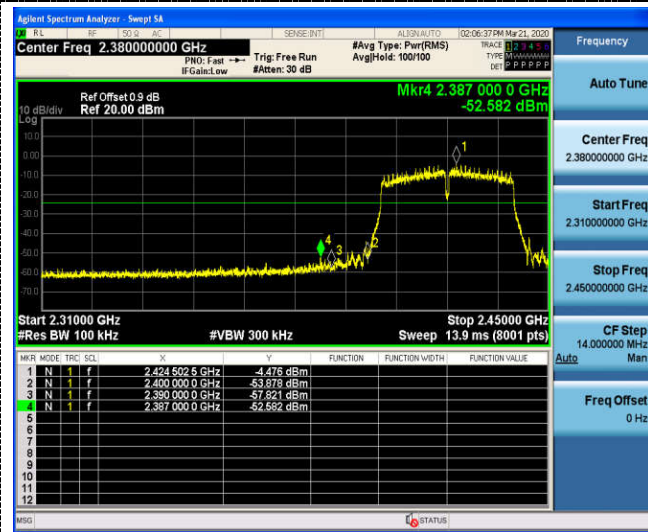 Agilent Spectrum Analyzer - Swept SA
RL RF 50 Ω AC SENSE:INT ALIGNAUTO 02:06:37 PM Mar 21, 2020
Center Freq 2.380000000 GHz #Avg Type: Pwr(RMS) TRACE 1 2 3 4 5 6
PNO: Fast Trig: Free Run Avg|Hold: 100/100 TYPE M
IFGain:Low #Atten: 30 dB DET P P P P P P
Mkr4 2.387 000 0 GHz
Ref Offset 0.9 dB
10 dB/div Ref 20.00 dBm -52.582 dBm
Log
10.0
0.00
-10.0
-20.0
-30.0
-40.0
-50.0
-60.0
-70.0
1
2
3
4
Start 2.31000 GHz Stop 2.45000 GHz
#Res BW 100 kHz #VBW 300 kHz Sweep 13.9 ms (8001 pts)
MKR MODE TRC SCL X Y FUNCTION FUNCTION WIDTH FUNCTION VALUE
1 N 1 f 2.424 502 5 GHz -4.476 dBm
2 N 1 f 2.400 000 0 GHz -53.878 dBm
3 N 1 f 2.390 000 0 GHz -57.821 dBm
4 N 1 f 2.387 000 0 GHz -52.582 dBm
5
6
7
8
9
10
11
12
MSG STATUS
Frequency
Auto Tune
Center Freq
2.380000000 GHz
Start Freq
2.310000000 GHz
Stop Freq
2.450000000 GHz
CF Step
14.000000 MHz
Auto Man
Freq Offset
0 Hz